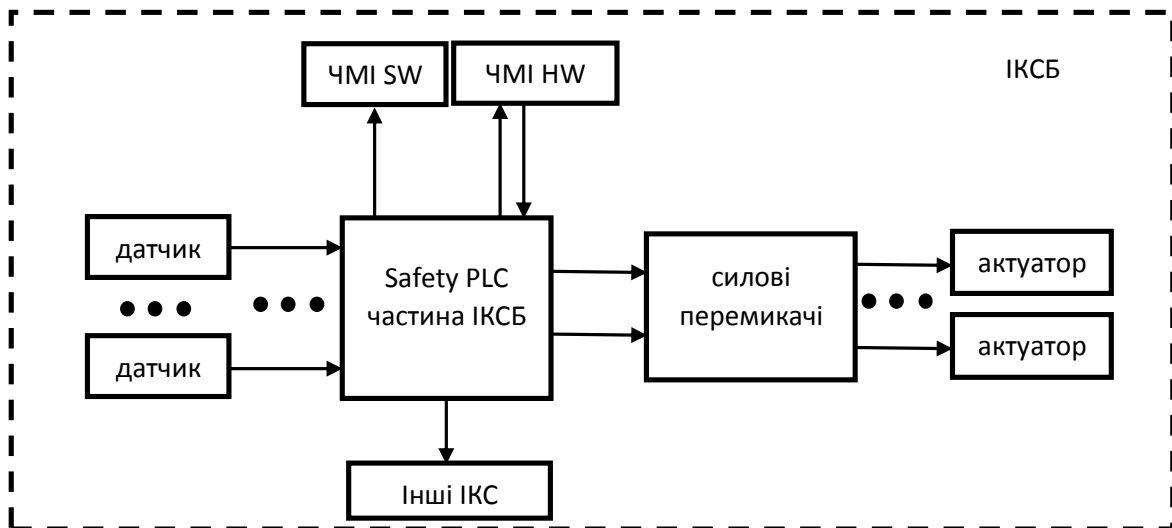 ЧМІ SW
ЧМІ HW
ІКСБ
датчик
датчик
Safety PLC
частина ІКСБ
силові
перемикачі
актуатор
актуатор
Інші ІКС